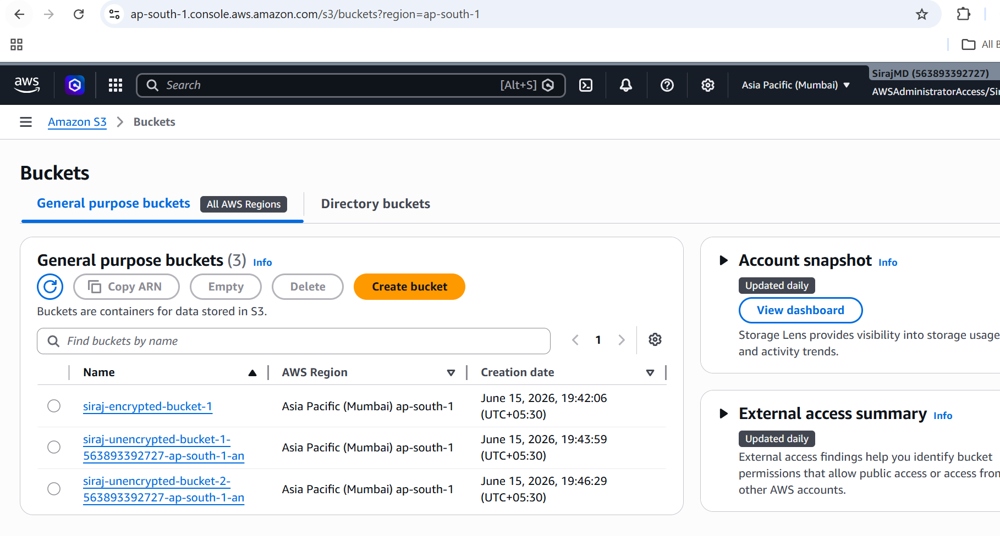 ap-south-1.console.aws.amazon.com/s3/buckets?region=ap-south-1
All B
aws
Search
[Alt+S]
Asia Pacific (Mumbai)
SirajMD (563893392727)
AWSAdministratorAccess/Sir
Amazon S3
Buckets
Buckets
General purpose buckets
All AWS Regions
Directory buckets
General purpose buckets (3)
Info
Copy ARN
Empty
Delete
Create bucket
Buckets are containers for data stored in S3.
Find buckets by name
1
Name
AWS Region
Creation date
siraj-encrypted-bucket-1
Asia Pacific (Mumbai) ap-south-1
June 15, 2026, 19:42:06
(UTC+05:30)
siraj-unencrypted-bucket-1-
563893392727-ap-south-1-an
Asia Pacific (Mumbai) ap-south-1
June 15, 2026, 19:43:59
(UTC+05:30)
siraj-unencrypted-bucket-2-
563893392727-ap-south-1-an
Asia Pacific (Mumbai) ap-south-1
June 15, 2026, 19:46:29
(UTC+05:30)
Account snapshot
Info
Updated daily
View dashboard
Storage Lens provides visibility into storage usage
and activity trends.
External access summary
Info
Updated daily
External access findings help you identify bucket
permissions that allow public access or access from
other AWS accounts.